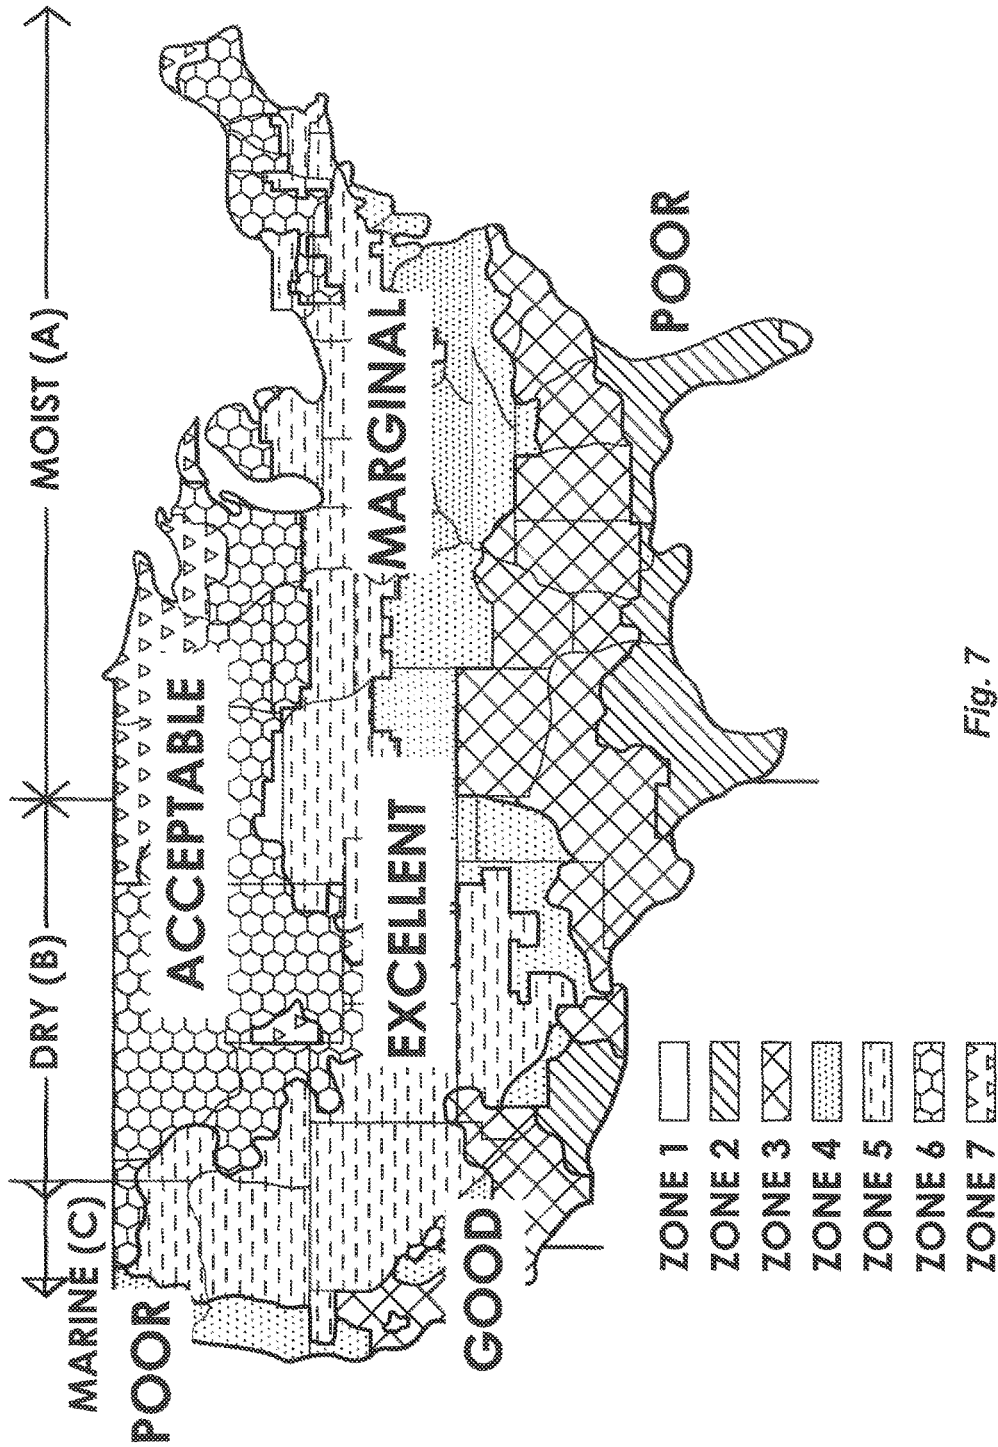 MARINE (C)
DRY (B)
MOIST (A)
POOR
ACCEPTABLE
EXCELLENT
MARGINAL
GOOD
POOR
ZONE 1
ZONE 2
ZONE 3
ZONE 4
ZONE 5
ZONE 6
ZONE 7
Fig. 7